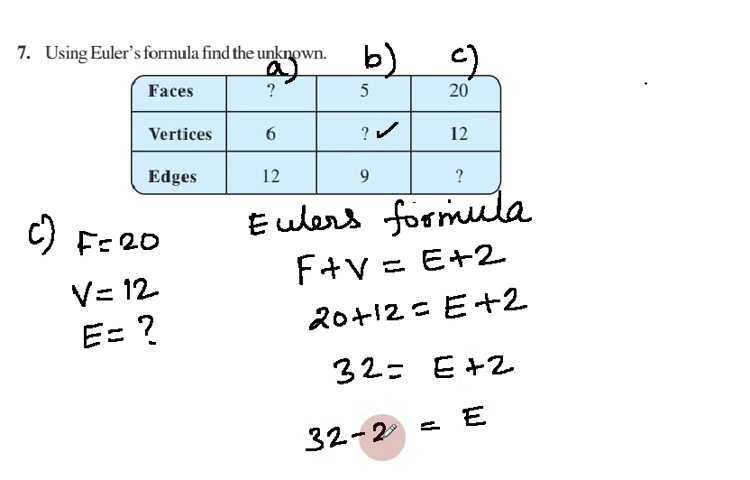 7. Using Euler's formula find the unknown.
a) b) c)
Faces ? 5 20
Vertices 6 ? ✓ 12
Edges 12 9 ?
c) F=20
V=12
E=?
Eulers formula
F+V = E+2
20+12 = E+2
32 = E+2
32-2 = E